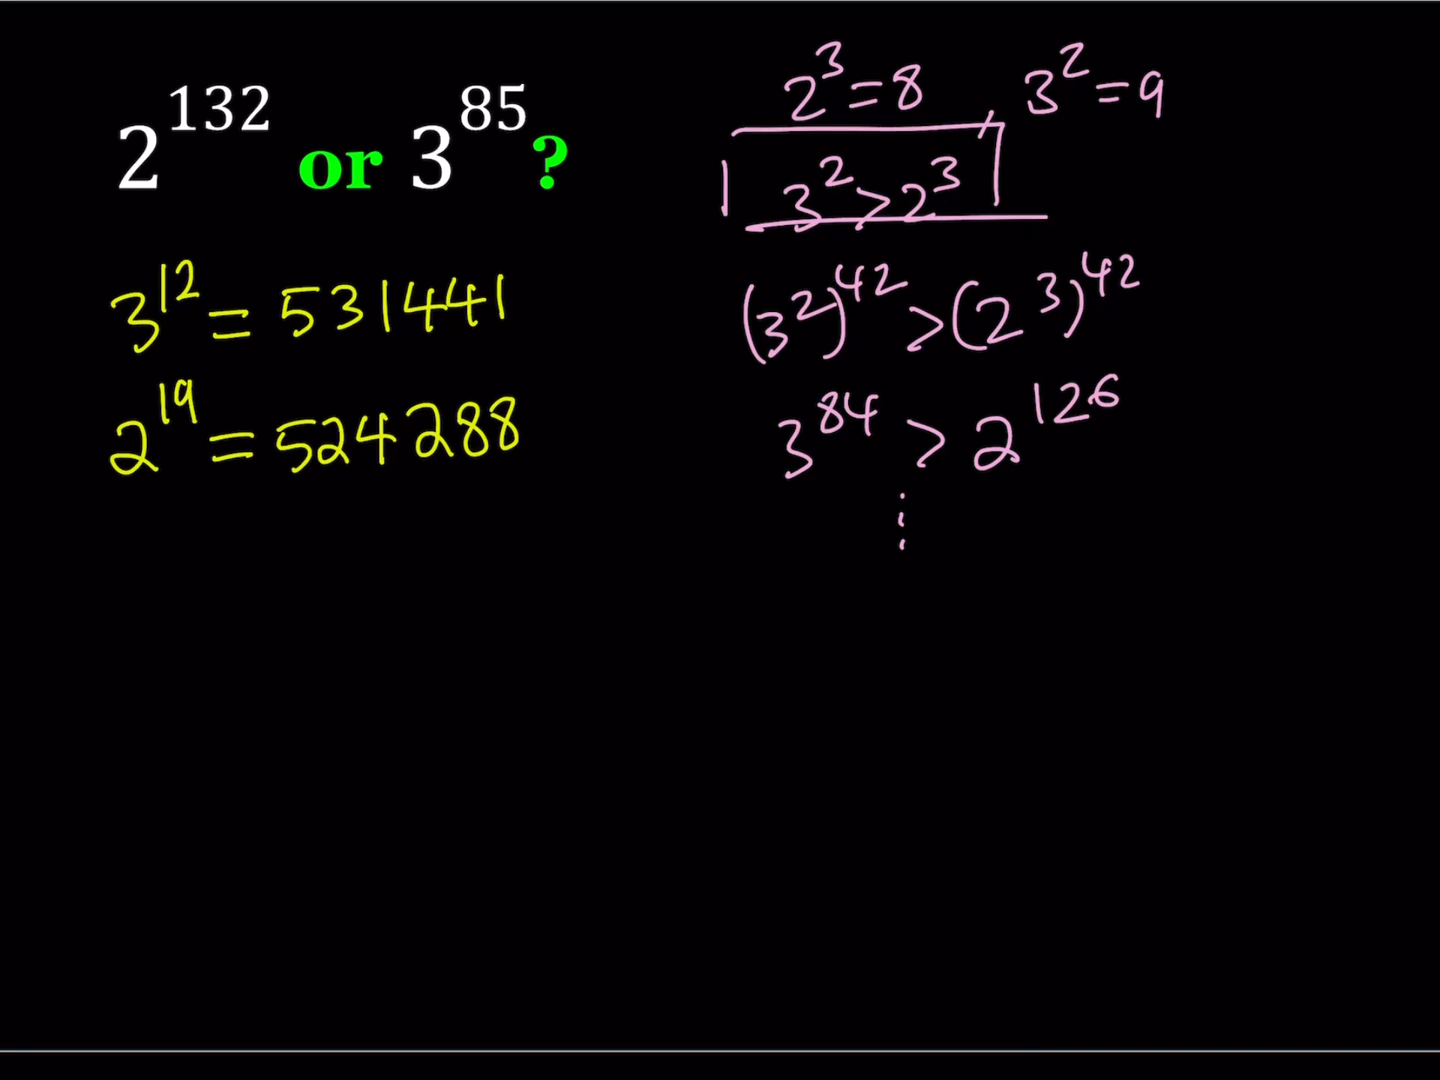 2^132 or 3^85?
3^12 = 531441
2^19 = 524288
2^3 = 8 , 3^2 = 9
3^2 > 2^3
(3^2)^42 > (2^3)^42
3^84 > 2^126
⋮